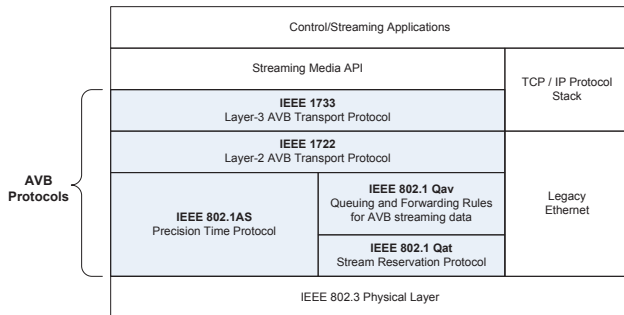 Control/Streaming Applications
Streaming Media API
TCP / IP Protocol
Stack
IEEE 1733
Layer-3 AVB Transport Protocol
IEEE 1722
Layer-2 AVB Transport Protocol
AVB
Protocols
IEEE 802.1AS
Precision Time Protocol
IEEE 802.1 Qav
Queuing and Forwarding Rules
for AVB streaming data
Legacy
Ethernet
IEEE 802.1 Qat
Stream Reservation Protocol
IEEE 802.3 Physical Layer